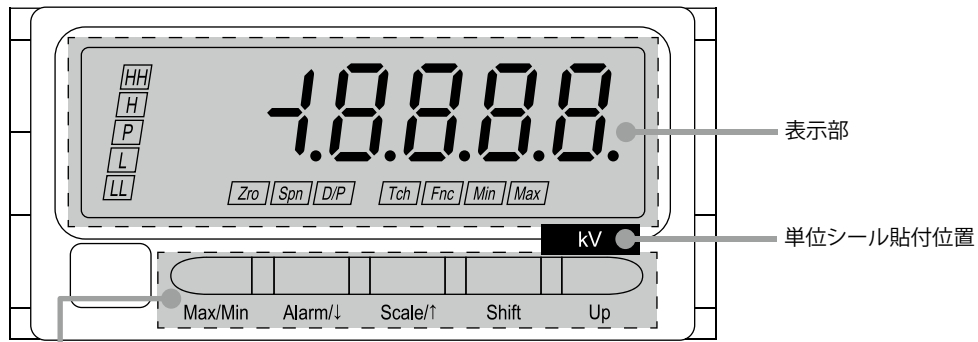 HH
H
P
L
LL
-1.8.8.8.8.
Zro Spn D/P Tch Fnc Min Max
表示部
kV
単位シール貼付位置
Max/Min Alarm/↓ Scale/↑ Shift Up